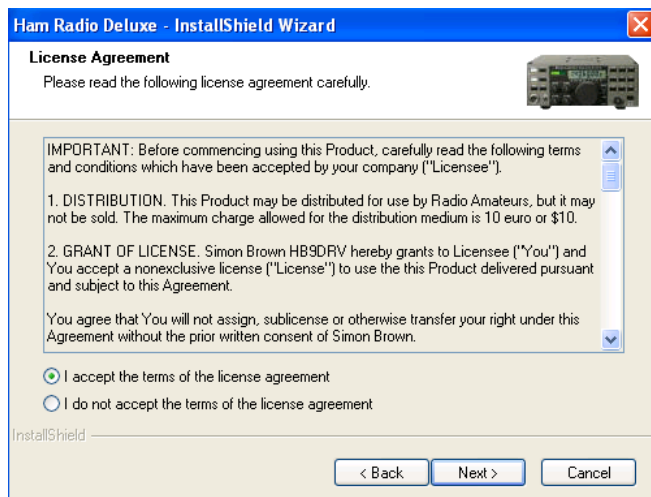 Ham Radio Deluxe - InstallShield Wizard
License Agreement
Please read the following license agreement carefully.
IMPORTANT: Before commencing using this Product, carefully read the following terms
and conditions which have been accepted by your company ("Licensee").
1. DISTRIBUTION. This Product may be distributed for use by Radio Amateurs, but it may
not be sold. The maximum charge allowed for the distribution medium is 10 euro or $10.
2. GRANT OF LICENSE. Simon Brown HB9DRV hereby grants to Licensee ("You") and
You accept a nonexclusive license ("License") to use the this Product delivered pursuant
and subject to this Agreement.
You agree that You will not assign, sublicense or otherwise transfer your right under this
Agreement without the prior written consent of Simon Brown.
I accept the terms of the license agreement
I do not accept the terms of the license agreement
InstallShield
< Back
Next >
Cancel